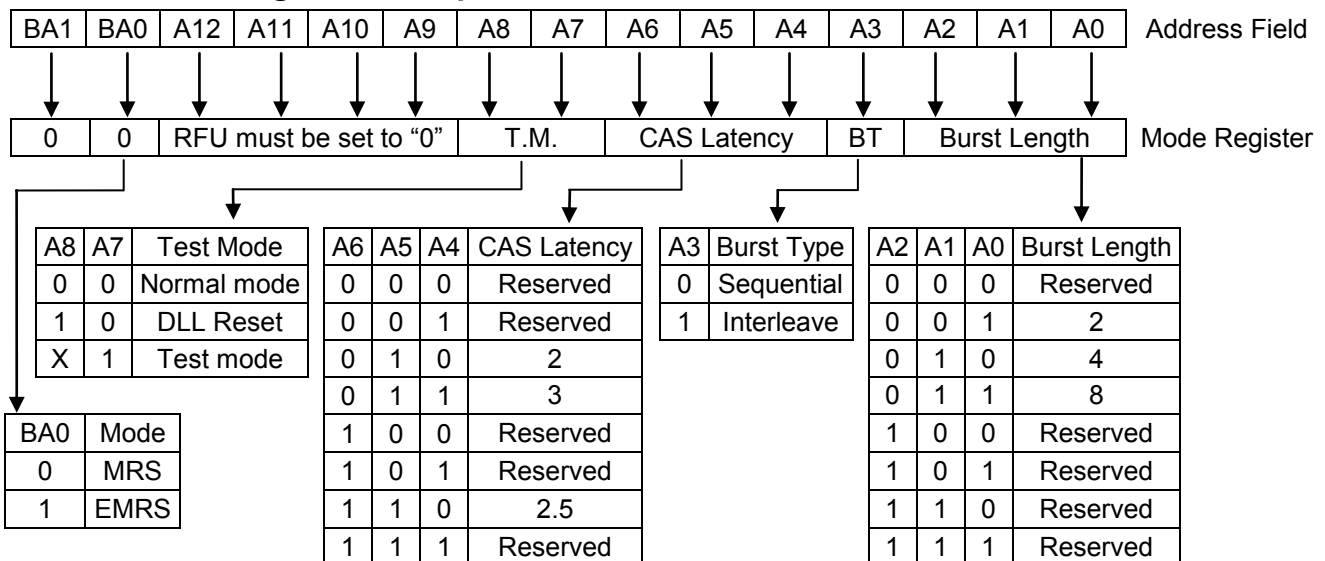 BA1 BA0 A12 A11 A10 A9 A8 A7 A6 A5 A4 A3 A2 A1 A0 Address Field
0 0 RFU must be set to “0” T.M. CAS Latency BT Burst Length Mode Register
A8 A7 Test Mode
0 0 Normal mode
1 0 DLL Reset
X 1 Test mode
BA0 Mode
0 MRS
1 EMRS
A6 A5 A4 CAS Latency
0 0 0 Reserved
0 0 1 Reserved
0 1 0 2
0 1 1 3
1 0 0 Reserved
1 0 1 Reserved
1 1 0 2.5
1 1 1 Reserved
A3 Burst Type
0 Sequential
1 Interleave
A2 A1 A0 Burst Length
0 0 0 Reserved
0 0 1 2
0 1 0 4
0 1 1 8
1 0 0 Reserved
1 0 1 Reserved
1 1 0 Reserved
1 1 1 Reserved